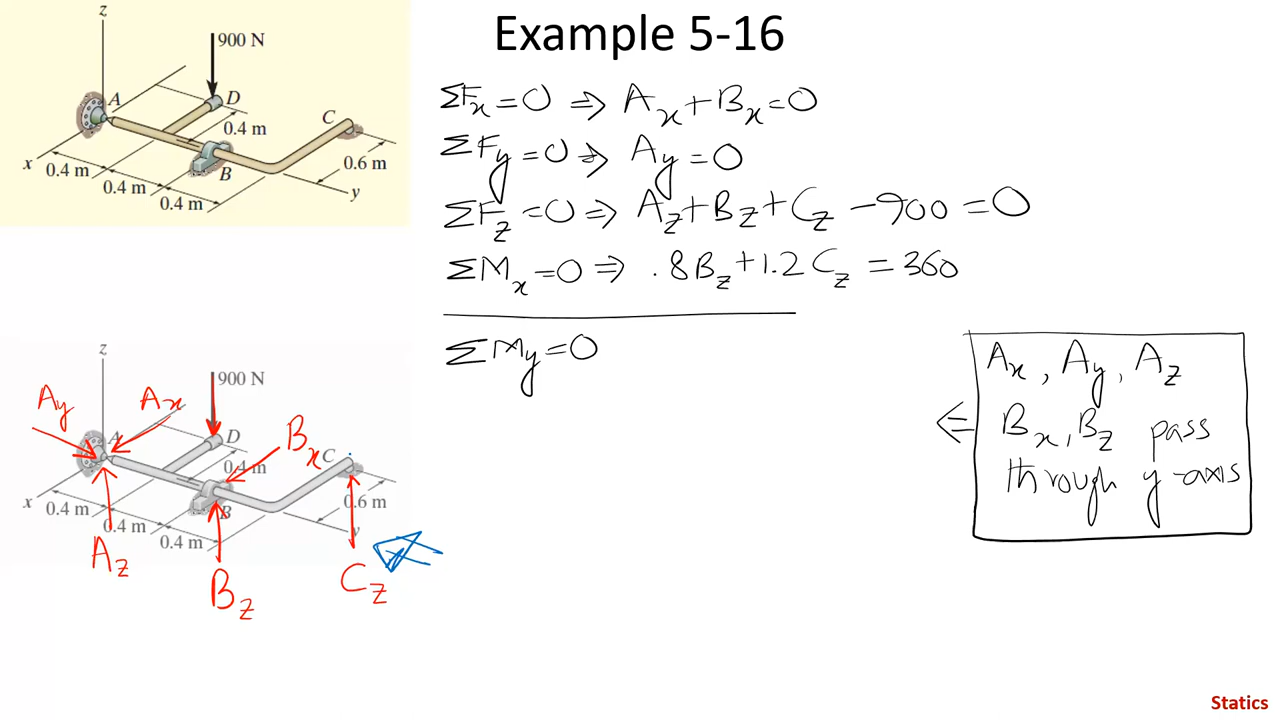 Example 5-16
z
900 N
A
D
0.4 m
C
x
0.4 m
B
0.6 m
0.4 m
y
0.4 m
ΣFx=0 ⇒ Ax+Bx=0
ΣFy=0 ⇒ Ay=0
ΣFz=0 ⇒ Az+Bz+Cz-900=0
ΣMx=0 ⇒ .8Bz+1.2Cz=360
ΣMy=0
Ax, Ay, Az
Bx, Bz pass
through y-axis
z
900 N
Ay
Ax
A
D
Bx
C
0.4 m
x
0.4 m
B
0.6 m
0.4 m
y
0.4 m
Az
Bz
Cz
Statics